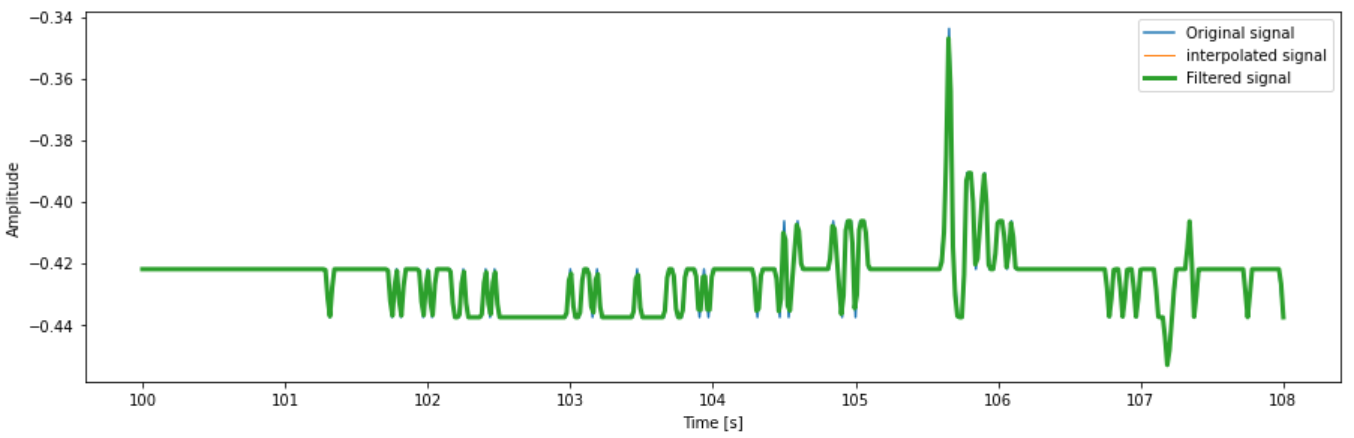 −0.34
−0.36
−0.38
−0.40
−0.42
−0.44
Amplitude
Original signal
interpolated signal
Filtered signal
100 101 102 103 104 105 106 107 108
Time [s]